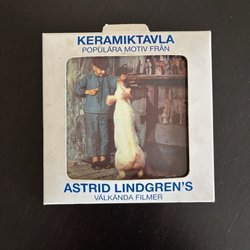 KERAMIKTAVLA
POPULÄRA MOTIV FRÅN
ASTRID LINDGREN'S
VÄLKÄNDA FILMER